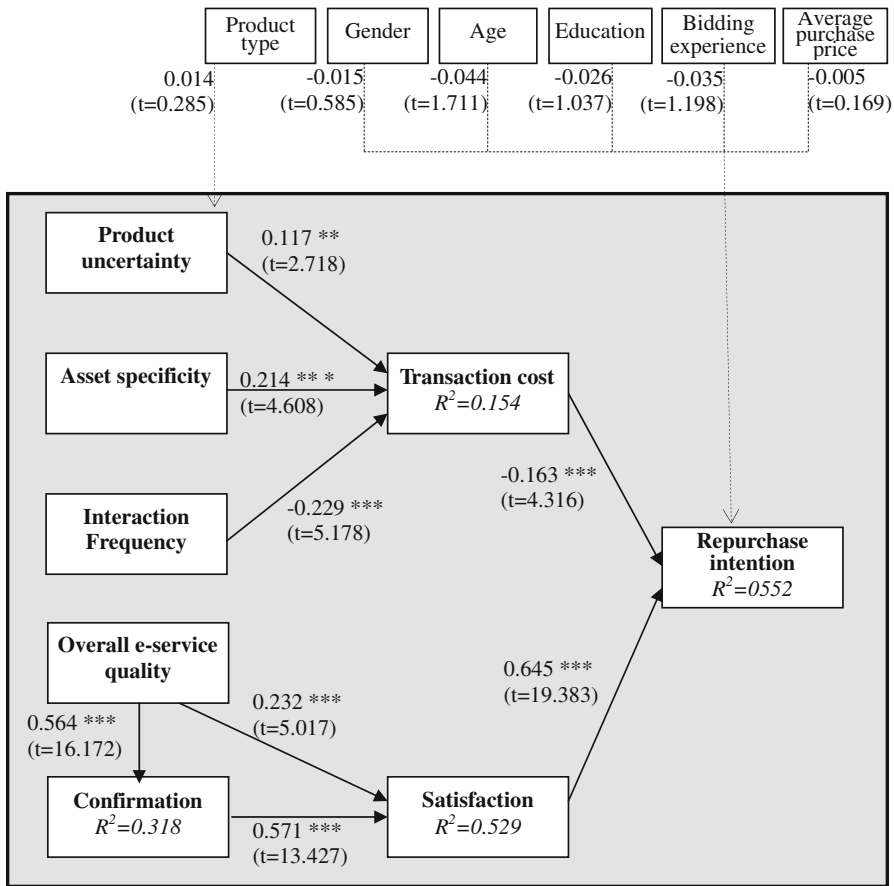 Product
type
Gender
Age
Education
Bidding
experience
Average
purchase
price
0.014
(t=0.285)
-0.015
(t=0.585)
-0.044
(t=1.711)
-0.026
(t=1.037)
-0.035
(t=1.198)
-0.005
(t=0.169)
Product
uncertainty
0.117 **
(t=2.718)
Asset specificity
0.214 ** *
(t=4.608)
Transaction cost
R²=0.154
Interaction
Frequency
-0.229 ***
(t=5.178)
-0.163 ***
(t=4.316)
Repurchase
intention
R²=0552
Overall e-service
quality
0.564 ***
(t=16.172)
0.232 ***
(t=5.017)
0.645 ***
(t=19.383)
Confirmation
R²=0.318
0.571 ***
(t=13.427)
Satisfaction
R²=0.529